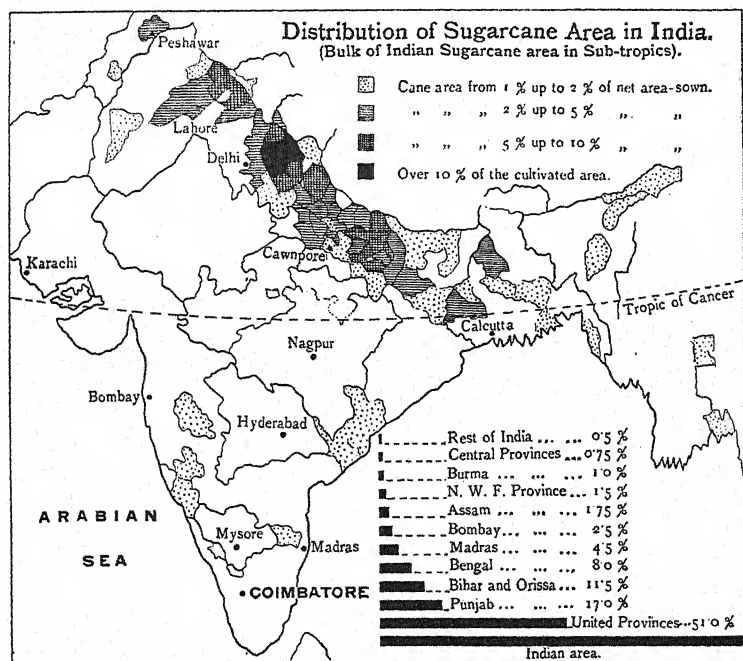 Distribution of Sugarcane Area in India.
(Bulk of Indian Sugarcane area in Sub-tropics).
Cane area from 1 % up to 2 % of net area-sown.
„ „ „ 2 % up to 5 % „ „
„ „ „ 5 % up to 10 % „ „
Over 10 % of the cultivated area.
Peshawar
Lahore
Delhi
Cawnpore
Karachi
Tropic of Cancer
Calcutta
Nagpur
Bombay
Hyderabad
ARABIAN
SEA
Mysore
Madras
COIMBATORE
Rest of India ... ... 0·5 %
Central Provinces ... 0·75 %
Burma ... ... ... 1·0 %
N. W. F. Province ... 1·5 %
Assam ... ... ... 1·75 %
Bombay ... ... ... 2·5 %
Madras ... ... ... 4·5 %
Bengal ... ... ... 8·0 %
Bihar and Orissa ... 11·5 %
Punjab ... ... ... 17·0 %
United Provinces...51·0 %
Indian area.